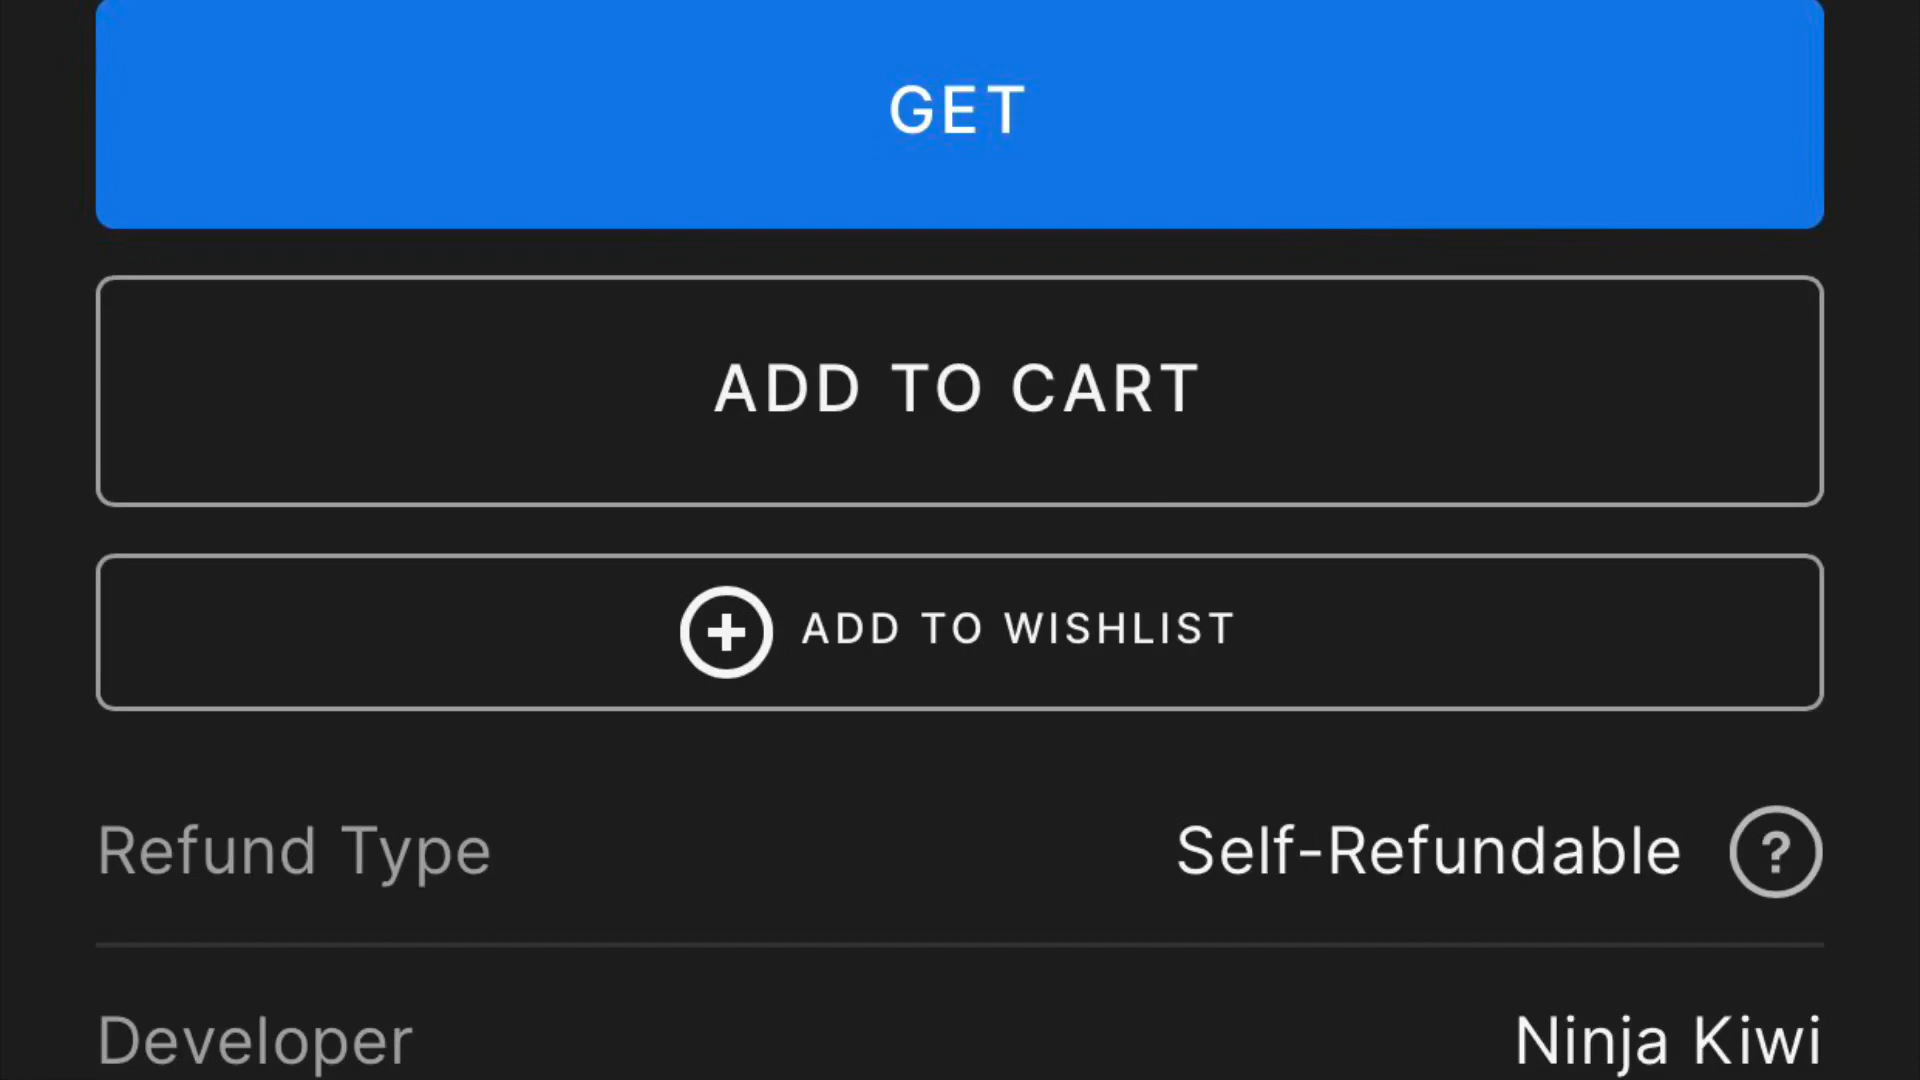 GET
ADD TO CART
ADD TO WISHLIST
Refund Type Self-Refundable ?
Developer Ninja Kiwi